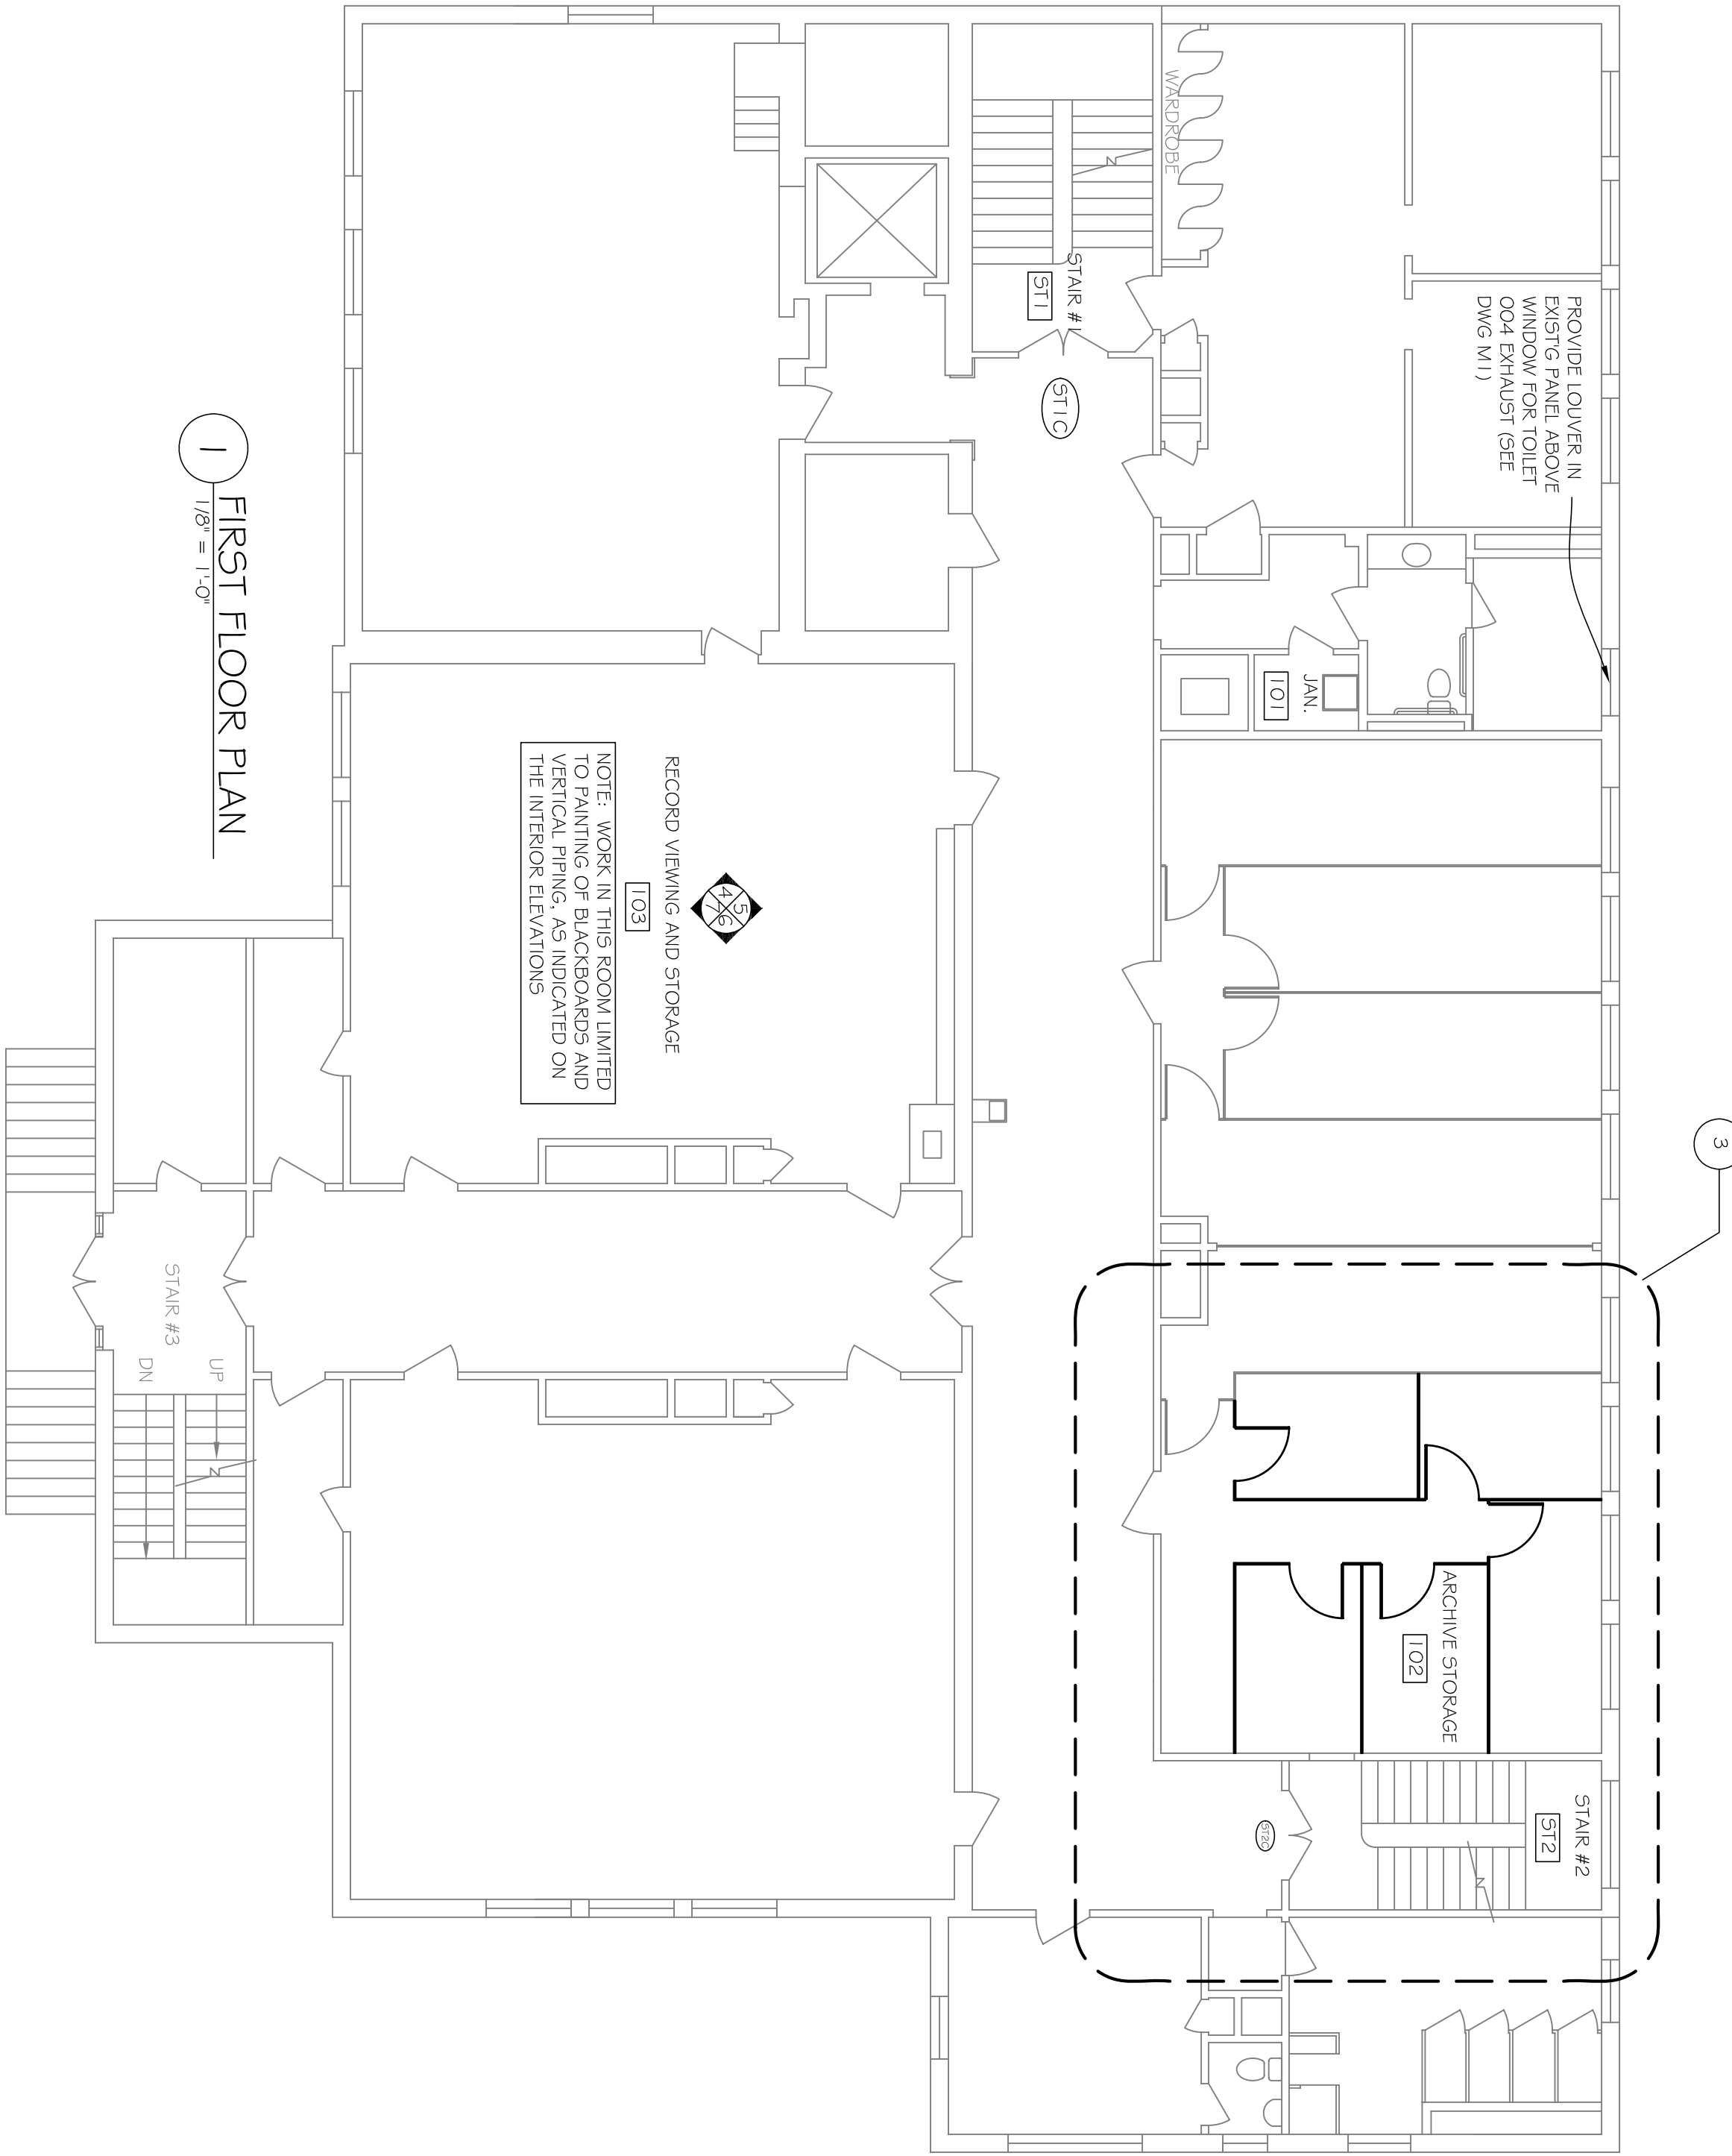 3
PROVIDE LOUVER IN
EXIST'G PANEL ABOVE
WINDOW FOR TOILET
004 EXHAUST (SEE
DWG M1)
WARDROBE
STAIR #1
ST1
ST1C
JAN.
101
ARCHIVE STORAGE
102
STAIR #2
ST2
ST2C
5
4 6
7
RECORD VIEWING AND STORAGE
103
NOTE: WORK IN THIS ROOM LIMITED
TO PAINTING OF BLACKBOARDS AND
VERTICAL PIPING, AS INDICATED ON
THE INTERIOR ELEVATIONS
UP
STAIR #3
DN
1
FIRST FLOOR PLAN
1/8" = 1'-0"